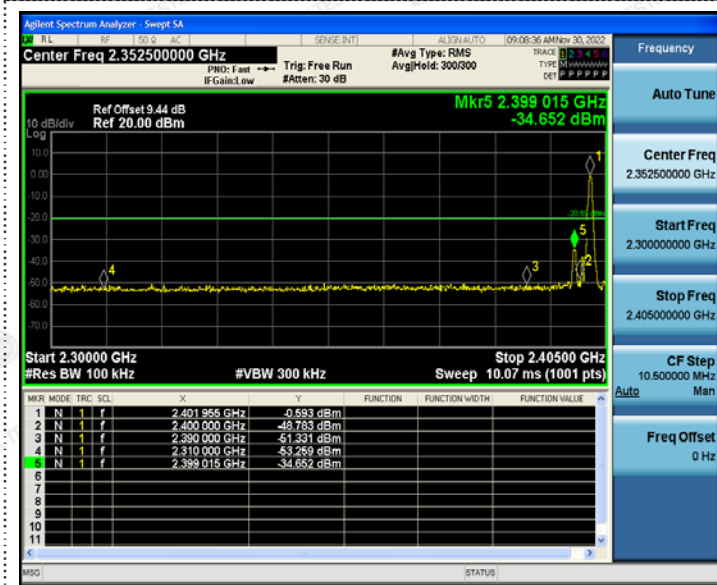 Agilent Spectrum Analyzer - Swept SA
RL RF 50 Ω AC SENSE:INT ALIGNAUTO 09:08:36 AMNov 30, 2022
Center Freq 2.352500000 GHz
PNO: Fast
IFGain:Low
Trig: Free Run
#Atten: 30 dB
#Avg Type: RMS
Avg|Hold: 300/300
TRACE 1 2 3 4 5 6
TYPE M
DET P P P P P P
Ref Offset 9.44 dB
10 dB/div Ref 20.00 dBm
Log
Mkr5 2.399 015 GHz
-34.652 dBm
10.0
0.00
-10.0
-20.0
-30.0
-40.0
-50.0
-60.0
-70.0
1
5
2
3
4
Start 2.30000 GHz Stop 2.40500 GHz
#Res BW 100 kHz #VBW 300 kHz Sweep 10.07 ms (1001 pts)
MKR MODE TRC SCL X Y FUNCTION FUNCTION WIDTH FUNCTION VALUE
1 N 1 f 2.401 955 GHz -0.593 dBm
2 N 1 f 2.400 000 GHz -48.783 dBm
3 N 1 f 2.390 000 GHz -51.331 dBm
4 N 1 f 2.310 000 GHz -53.259 dBm
5 N 1 f 2.399 015 GHz -34.652 dBm
6
7
8
9
10
11
MSG STATUS
Frequency
Auto Tune
Center Freq
2.352500000 GHz
Start Freq
2.300000000 GHz
Stop Freq
2.405000000 GHz
CF Step
10.500000 MHz
Auto Man
Freq Offset
0 Hz